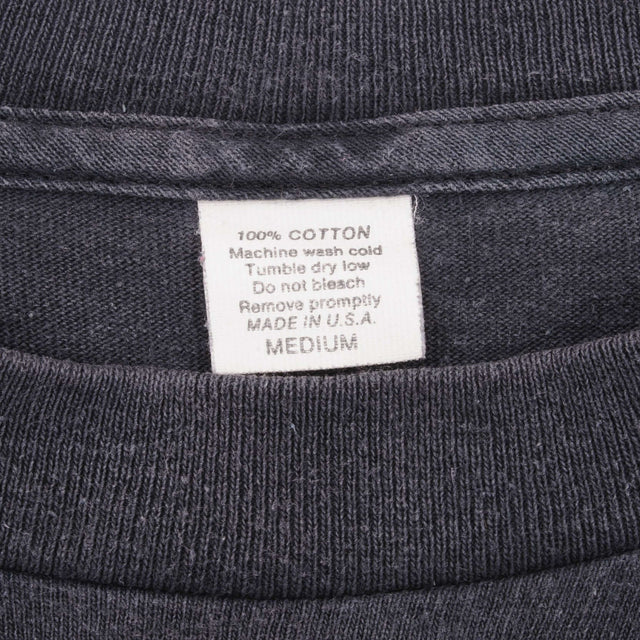 100% COTTON
Machine wash cold
Tumble dry low
Do not bleach
Remove promptly
MADE IN U.S.A.
MEDIUM